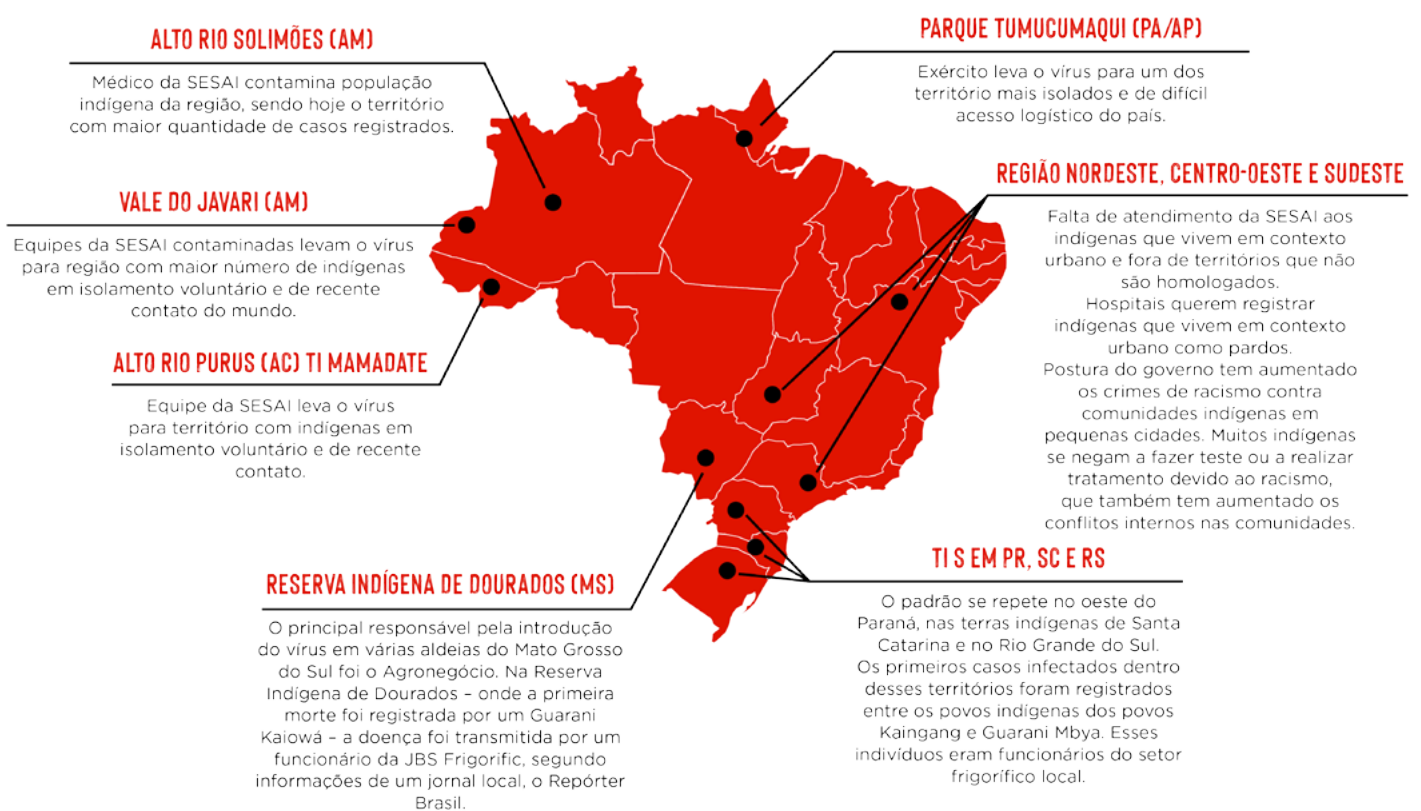 ALTO RIO SOLIMÕES (AM)
Médico da SESAI contamina população
indígena da região, sendo hoje o território
com maior quantidade de casos registrados.
PARQUE TUMUCUMAQUI (PA/AP)
Exército leva o vírus para um dos
território mais isolados e de difícil
acesso logístico do país.
VALE DO JAVARI (AM)
Equipes da SESAI contaminadas levam o vírus
para região com maior número de indígenas
em isolamento voluntário e de recente
contato do mundo.
REGIÃO NORDESTE, CENTRO-OESTE E SUDESTE
Falta de atendimento da SESAI aos
indígenas que vivem em contexto
urbano e fora de territórios que não
são homologados.
Hospitais querem registrar
indígenas que vivem em contexto
urbano como pardos.
Postura do governo tem aumentado
os crimes de racismo contra
comunidades indígenas em
pequenas cidades. Muitos indígenas
se negam a fazer teste ou a realizar
tratamento devido ao racismo,
que também tem aumentado os
conflitos internos nas comunidades.
ALTO RIO PURUS (AC) TI MAMADATE
Equipe da SESAI leva o vírus
para território com indígenas em
isolamento voluntário e de recente
contato.
RESERVA INDÍGENA DE DOURADOS (MS)
O principal responsável pela introdução
do vírus em várias aldeias do Mato Grosso
do Sul foi o Agronegócio. Na Reserva
Indígena de Dourados – onde a primeira
morte foi registrada por um Guarani
Kaiowá – a doença foi transmitida por um
funcionário da JBS Frigorific, segundo
informações de um jornal local, o Repórter
Brasil.
TI S EM PR, SC E RS
O padrão se repete no oeste do
Paraná, nas terras indígenas de Santa
Catarina e no Rio Grande do Sul.
Os primeiros casos infectados dentro
desses territórios foram registrados
entre os povos indígenas dos povos
Kaingang e Guarani Mbya. Esses
indivíduos eram funcionários do setor
frigorífico local.